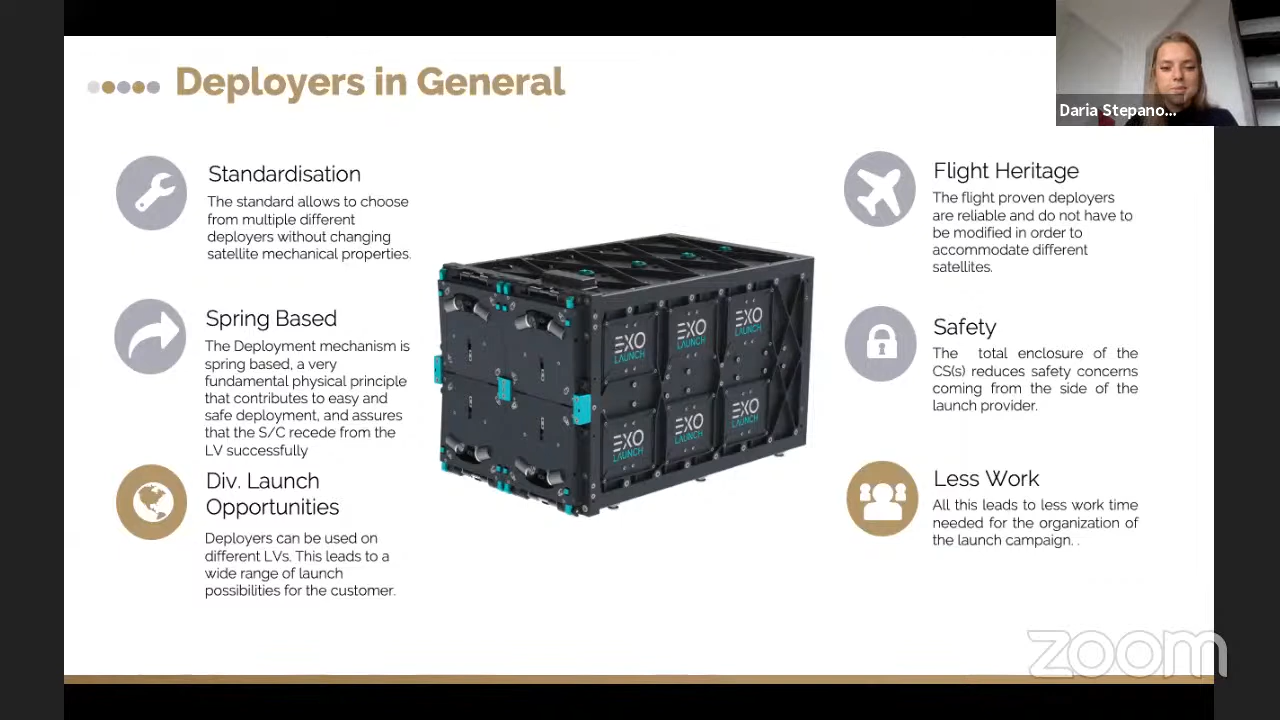 Deployers in General
Daria Stepano...
Standardisation
The standard allows to choose
from multiple different
deployers without changing
satellite mechanical properties.
Spring Based
The Deployment mechanism is
spring based, a very
fundamental physical principle
that contributes to easy and
safe deployment, and assures
that the S/C recede from the
LV successfully
Div. Launch
Opportunities
Deployers can be used on
different LVs. This leads to a
wide range of launch
possibilities for the customer.
EXO
LAUNCH
EXO
LAUNCH
EXO
LAUNCH
EXO
LAUNCH
EXO
LAUNCH
EXO
LAUNCH
Flight Heritage
The flight proven deployers
are reliable and do not have to
be modified in order to
accommodate different
satellites.
Safety
The total enclosure of the
CS(s) reduces safety concerns
coming from the side of the
launch provider.
Less Work
All this leads to less work time
needed for the organization of
the launch campaign. .
zoom